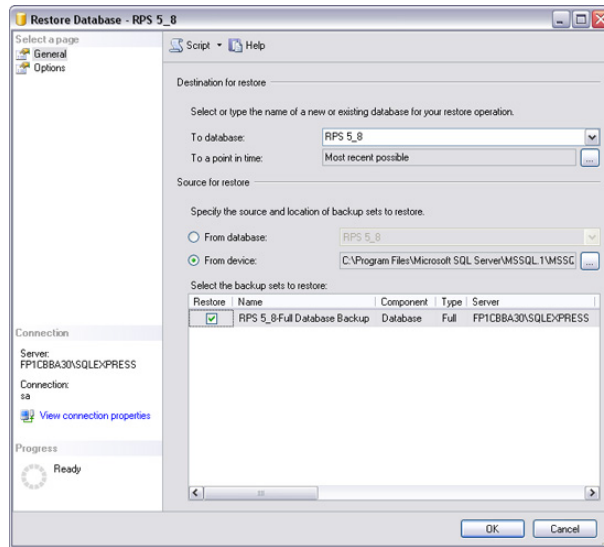 Restore Database - RPS 5_8
Select a page
General
Options
Script
Help
Destination for restore
Select or type the name of a new or existing database for your restore operation.
To database:
RPS 5_8
To a point in time:
Most recent possible
...
Source for restore
Specify the source and location of backup sets to restore.
From database:
RPS 5_8
From device:
C:\Program Files\Microsoft SQL Server\MSSQL.1\MSSC
...
Select the backup sets to restore:
Restore Name Component Type Server
RPS 5_8-Full Database Backup Database Full FP1CBBA30\SQLEXPRESS
Connection
Server:
FP1CBBA30\SQLEXPRESS
Connection:
sa
View connection properties
Progress
Ready
OK Cancel